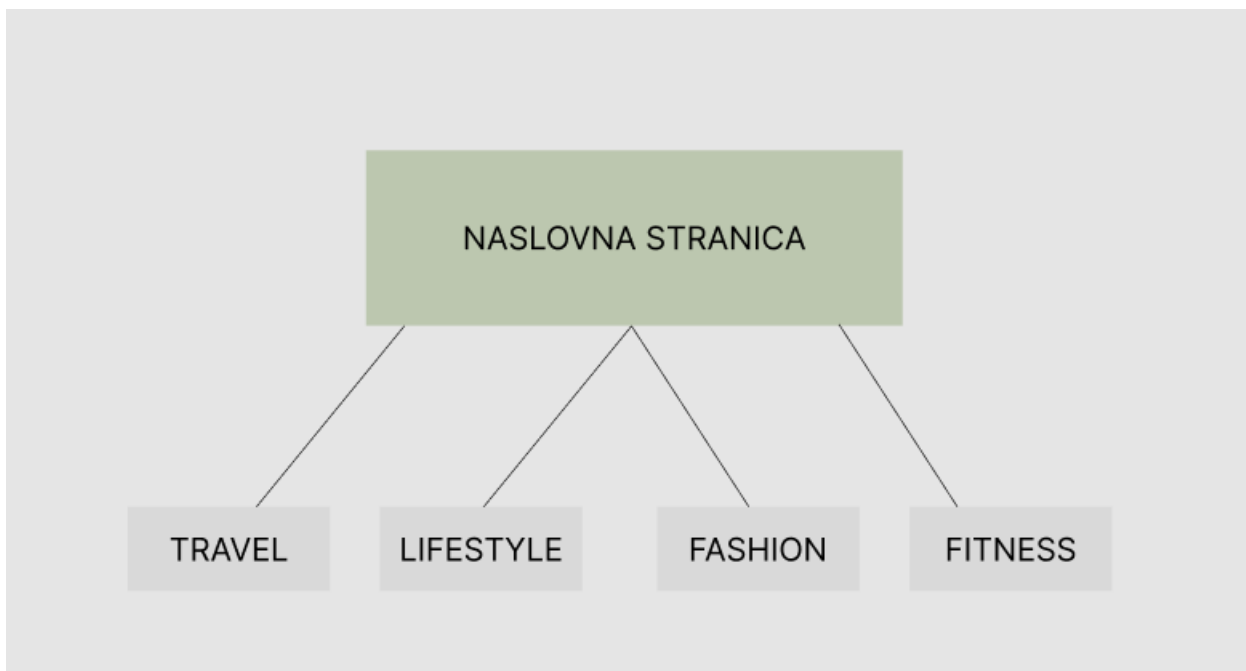 NASLOVNA STRANICA
TRAVEL
LIFESTYLE
FASHION
FITNESS